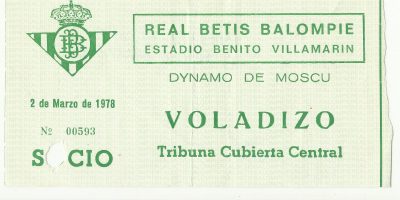 REAL BETIS BALOMPIE
ESTADIO BENITO VILLAMARIN
DYNAMO DE MOSCU
2 de Marzo de 1978
VOLADIZO
Nº 00593
SOCIO
Tribuna Cubierta Central